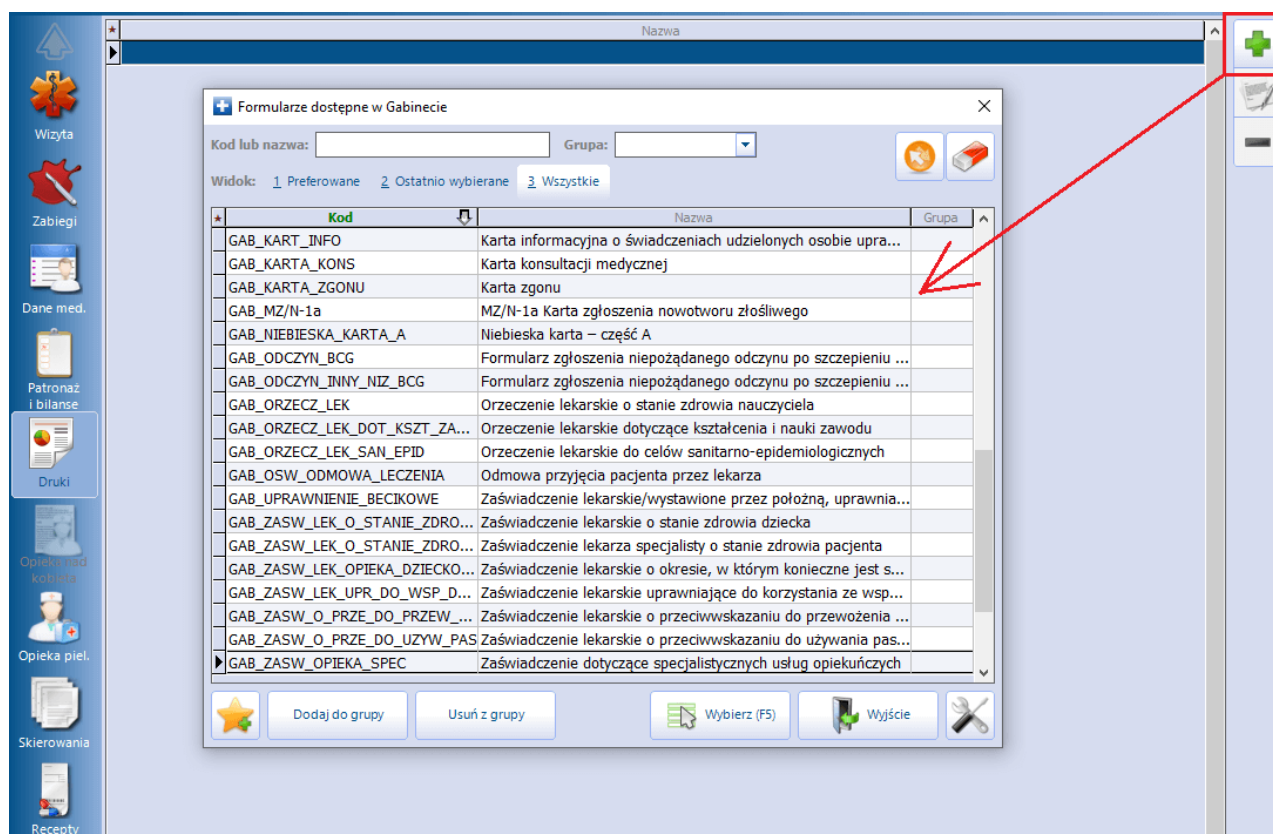 Nazwa
Wizyta
Zabiegi
Dane med.
Patronaż
i bilanse
Druki
Opieka nad
kobietą
Opieka piel.
Skierowania
Recepty
Formularze dostępne w Gabinecie
Kod lub nazwa: Grupa:
Widok: 1 Preferowane 2 Ostatnio wybierane 3 Wszystkie
Kod Nazwa Grupa
GAB_KART_INFO Karta informacyjna o świadczeniach udzielonych osobie upra...
GAB_KARTA_KONS Karta konsultacji medycznej
GAB_KARTA_ZGONU Karta zgonu
GAB_MZ/N-1a MZ/N-1a Karta zgłoszenia nowotworu złośliwego
GAB_NIEBIESKA_KARTA_A Niebieska karta – część A
GAB_ODCZYN_BCG Formularz zgłoszenia niepożądanego odczynu po szczepieniu ...
GAB_ODCZYN_INNY_NIZ_BCG Formularz zgłoszenia niepożądanego odczynu po szczepieniu ...
GAB_ORZECZ_LEK Orzeczenie lekarskie o stanie zdrowia nauczyciela
GAB_ORZECZ_LEK_DOT_KSZT_ZA... Orzeczenie lekarskie dotyczące kształcenia i nauki zawodu
GAB_ORZECZ_LEK_SAN_EPID Orzeczenie lekarskie do celów sanitarno-epidemiologicznych
GAB_OSW_ODMOWA_LECZENIA Odmowa przyjęcia pacjenta przez lekarza
GAB_UPRAWNIENIE_BECIKOWE Zaświadczenie lekarskie/wystawione przez położną, uprawnia...
GAB_ZASW_LEK_O_STANIE_ZDRO... Zaświadczenie lekarskie o stanie zdrowia dziecka
GAB_ZASW_LEK_O_STANIE_ZDRO... Zaświadczenie lekarza specjalisty o stanie zdrowia pacjenta
GAB_ZASW_LEK_OPIEKA_DZIECKO... Zaświadczenie lekarskie o okresie, w którym konieczne jest s...
GAB_ZASW_LEK_UPR_DO_WSP_D... Zaświadczenie lekarskie uprawniające do korzystania ze wsp...
GAB_ZASW_O_PRZE_DO_PRZEW_... Zaświadczenie lekarskie o przeciwwskazaniu do przewożenia ...
GAB_ZASW_O_PRZE_DO_UZYW_PAS Zaświadczenie lekarskie o przeciwwskazaniu do używania pas...
GAB_ZASW_OPIEKA_SPEC Zaświadczenie dotyczące specjalistycznych usług opiekuńczych
Dodaj do grupy Usuń z grupy Wybierz (F5) Wyjście